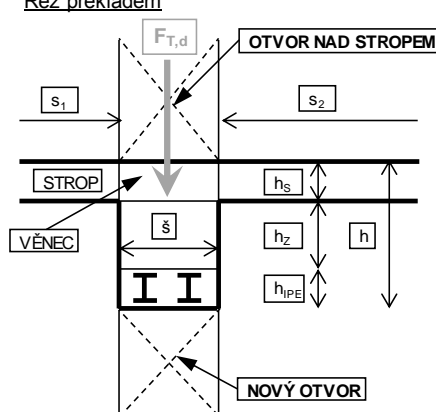 Řez překladem
F_T,d
OTVOR NAD STROPEM
s₁
s₂
STROP
h_S
VĚNEC
š
h_Z
h
h_IPE
NOVÝ OTVOR